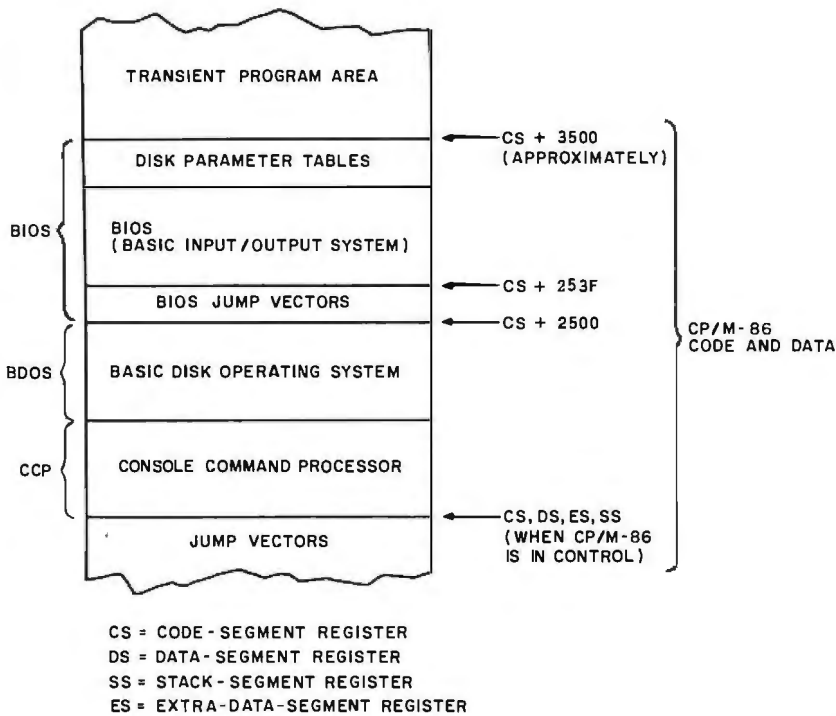 TRANSIENT PROGRAM AREA
CS + 3500
(APPROXIMATELY)
DISK PARAMETER TABLES
BIOS
BIOS
(BASIC INPUT/OUTPUT SYSTEM)
CS + 253F
BIOS JUMP VECTORS
CS + 2500
CP/M-86
CODE AND DATA
BDOS
BASIC DISK OPERATING SYSTEM
CCP
CONSOLE COMMAND PROCESSOR
CS, DS, ES, SS
(WHEN CP/M-86
IS IN CONTROL)
JUMP VECTORS
CS = CODE-SEGMENT REGISTER
DS = DATA-SEGMENT REGISTER
SS = STACK-SEGMENT REGISTER
ES = EXTRA-DATA-SEGMENT REGISTER